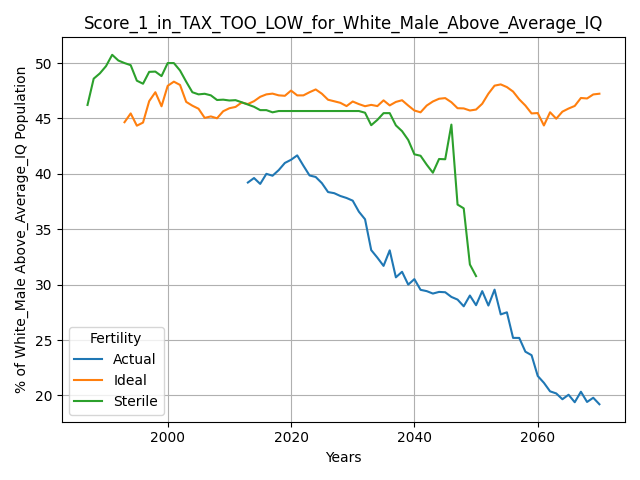 Score_1_in_TAX_TOO_LOW_for_White_Male_Above_Average_IQ
% of White_Male Above_Average_IQ Population
50
45
40
35
30
25
20
Fertility
Actual
Ideal
Sterile
2000
2020
2040
2060
Years